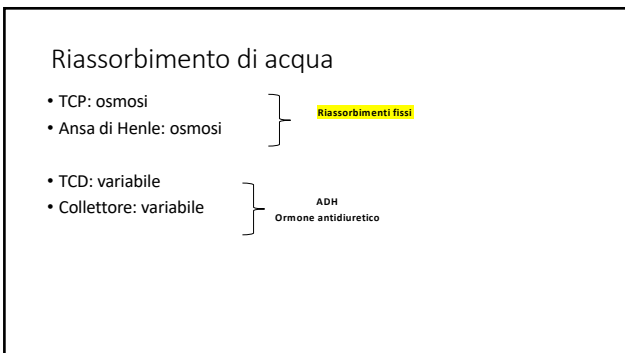 Riassorbimento di acqua
• TCP: osmosi
• Ansa di Henle: osmosi
Riassorbimenti fissi
• TCD: variabile
• Collettore: variabile
ADH
Ormone antidiuretico